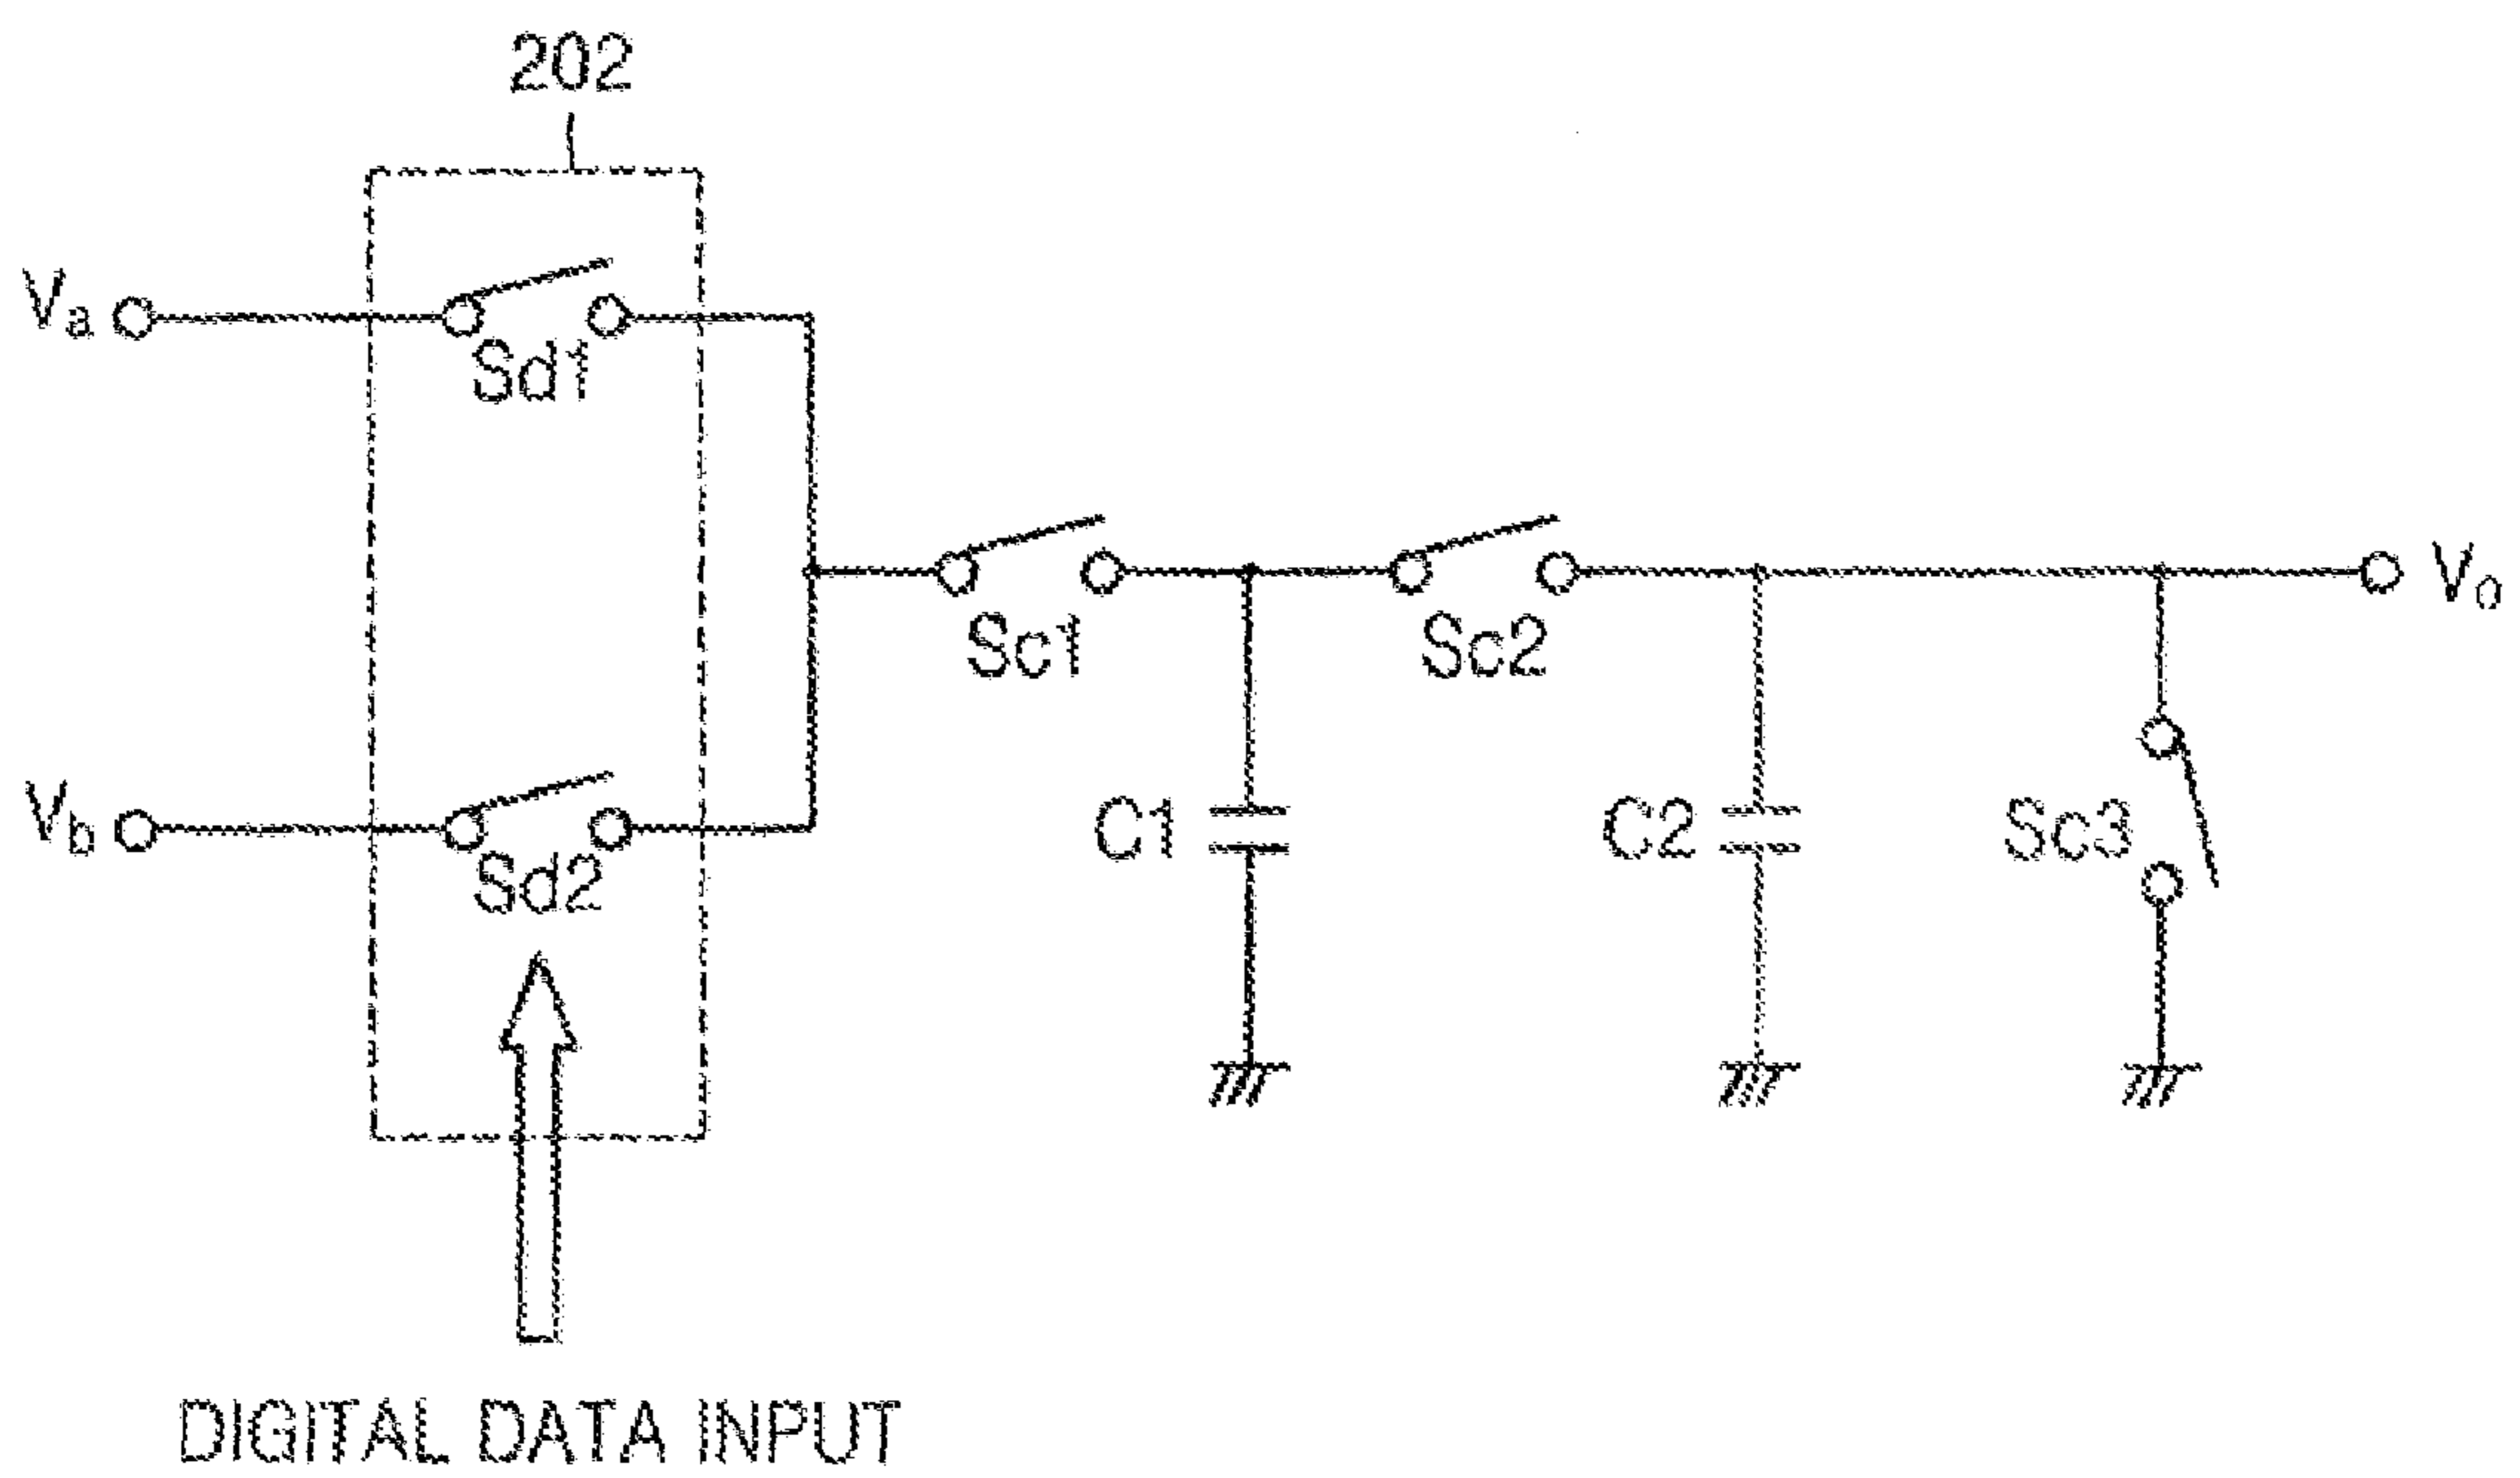 202
Va
Sd1
Sc1
Sc2
Vo
Vb
Sd2
C1
C2
Sc3
DIGITAL DATA INPUT